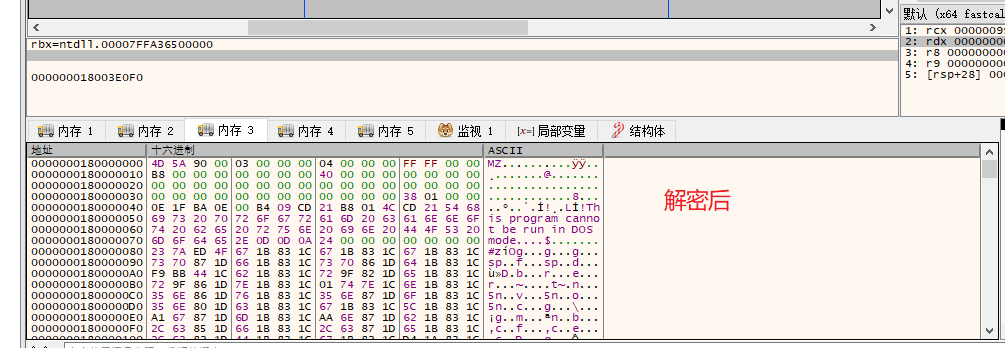 默认 (x64 fastcal
rbx=ntdll.00007FFA36500000
1: rcx 00000009
2: rdx 0000000
3: r8 00000000
4: r9 00000000
5: [rsp+28] 00
000000018003E0F0
内存 1 内存 2 内存 3 内存 4 内存 5 监视 1 [x=] 局部变量 结构体
地址 十六进制 ASCII
0000000180000000 4D 5A 90 00 03 00 00 00 04 00 00 00 FF FF 00 00 MZ..........ÿÿ..
0000000180000010 B8 00 00 00 00 00 00 00 40 00 00 00 00 00 00 00 ¸.......@.......
0000000180000020 00 00 00 00 00 00 00 00 00 00 00 00 00 00 00 00 ................
0000000180000030 00 00 00 00 00 00 00 00 00 00 00 00 38 01 00 00 ............8...
0000000180000040 0E 1F BA 0E 00 B4 09 CD 21 B8 01 4C CD 21 54 68 ..º..´.Í!¸.LÍ!Th
0000000180000050 69 73 20 70 72 6F 67 72 61 6D 20 63 61 6E 6E 6F is program canno
0000000180000060 74 20 62 65 20 72 75 6E 20 69 6E 20 44 4F 53 20 t be run in DOS
0000000180000070 6D 6F 64 65 2E 0D 0D 0A 24 00 00 00 00 00 00 00 mode....$.......
0000000180000080 23 7A ED 4F 67 1B 83 1C 67 1B 83 1C 67 1B 83 1C #zíOg...g...g...
0000000180000090 73 70 87 1D 66 1B 83 1C 73 70 86 1D 64 1B 83 1C sp..f...sp..d...
00000001800000A0 F9 BB 44 1C 62 1B 83 1C 72 9F 82 1D 65 1B 83 1C ù»D.b...r...e...
00000001800000B0 72 9F 86 1D 7E 1B 83 1C 01 74 7E 1C 6E 1B 83 1C r...~....t~.n...
00000001800000C0 35 6E 86 1D 76 1B 83 1C 35 6E 87 1D 6F 1B 83 1C 5n..v...5n..o...
00000001800000D0 35 6E 80 1D 63 1B 83 1C 67 1B 82 1C 5C 1B 83 1C 5n..c...g...\...
00000001800000E0 A1 67 87 1D 6D 1B 83 1C AA 6E 87 1D 62 1B 83 1C ¡g..m...ªn..b...
00000001800000F0 2C 63 85 1D 66 1B 83 1C 2C 63 87 1D 65 1B 83 1C ,c..f...,c..e...
解密后